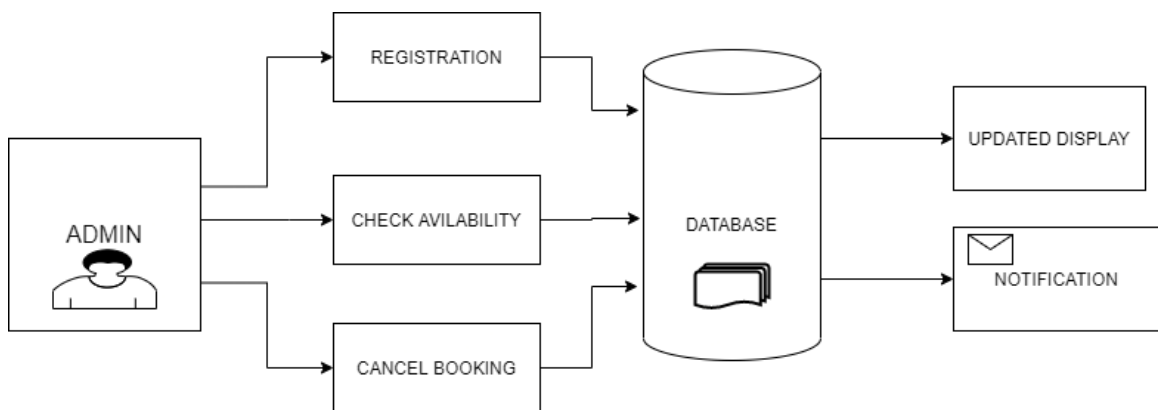 REGISTRATION
UPDATED DISPLAY
ADMIN
CHECK AVILABILITY
DATABASE
NOTIFICATION
CANCEL BOOKING